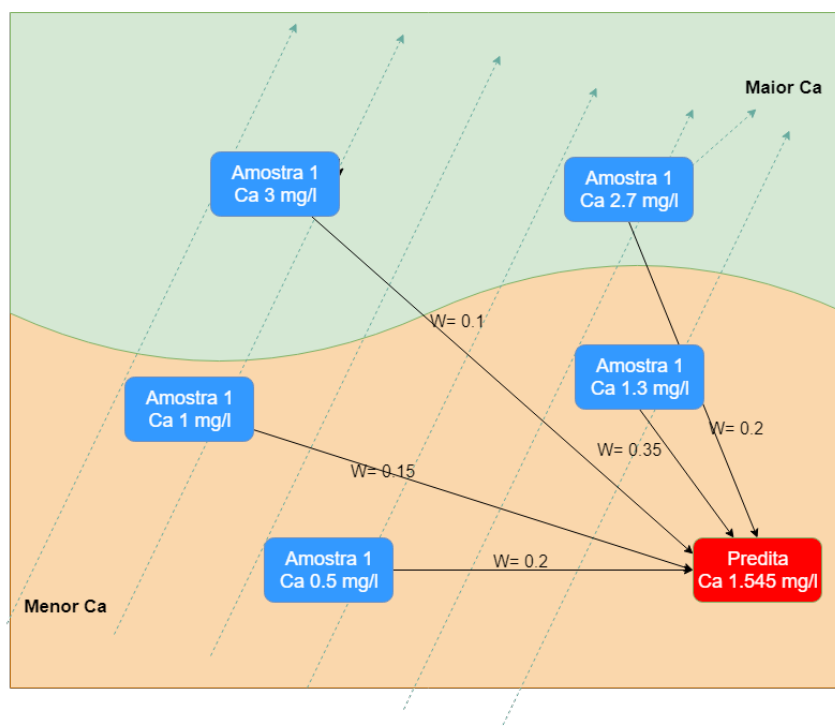 Maior Ca
Amostra 1
Ca 3 mg/l
Amostra 1
Ca 2.7 mg/l
W= 0.1
Amostra 1
Ca 1.3 mg/l
Amostra 1
Ca 1 mg/l
W= 0.2
W= 0.35
W= 0.15
Amostra 1
Ca 0.5 mg/l
W= 0.2
Predita
Ca 1.545 mg/l
Menor Ca